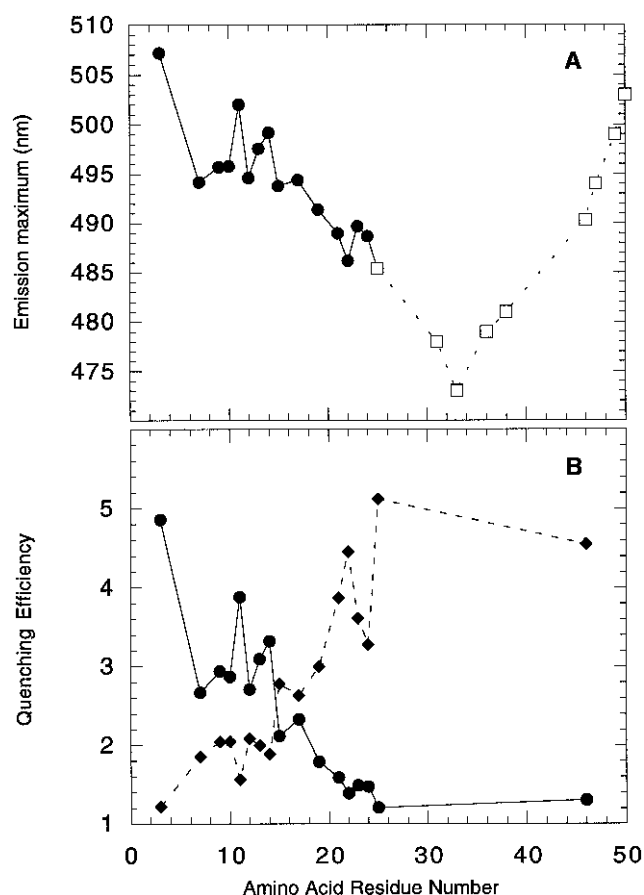 A
510
505
500
495
490
485
480
475
Emission maximum (nm)
B
5
4
3
2
1
Quenching Efficiency
0 10 20 30 40 50
Amino Acid Residue Number